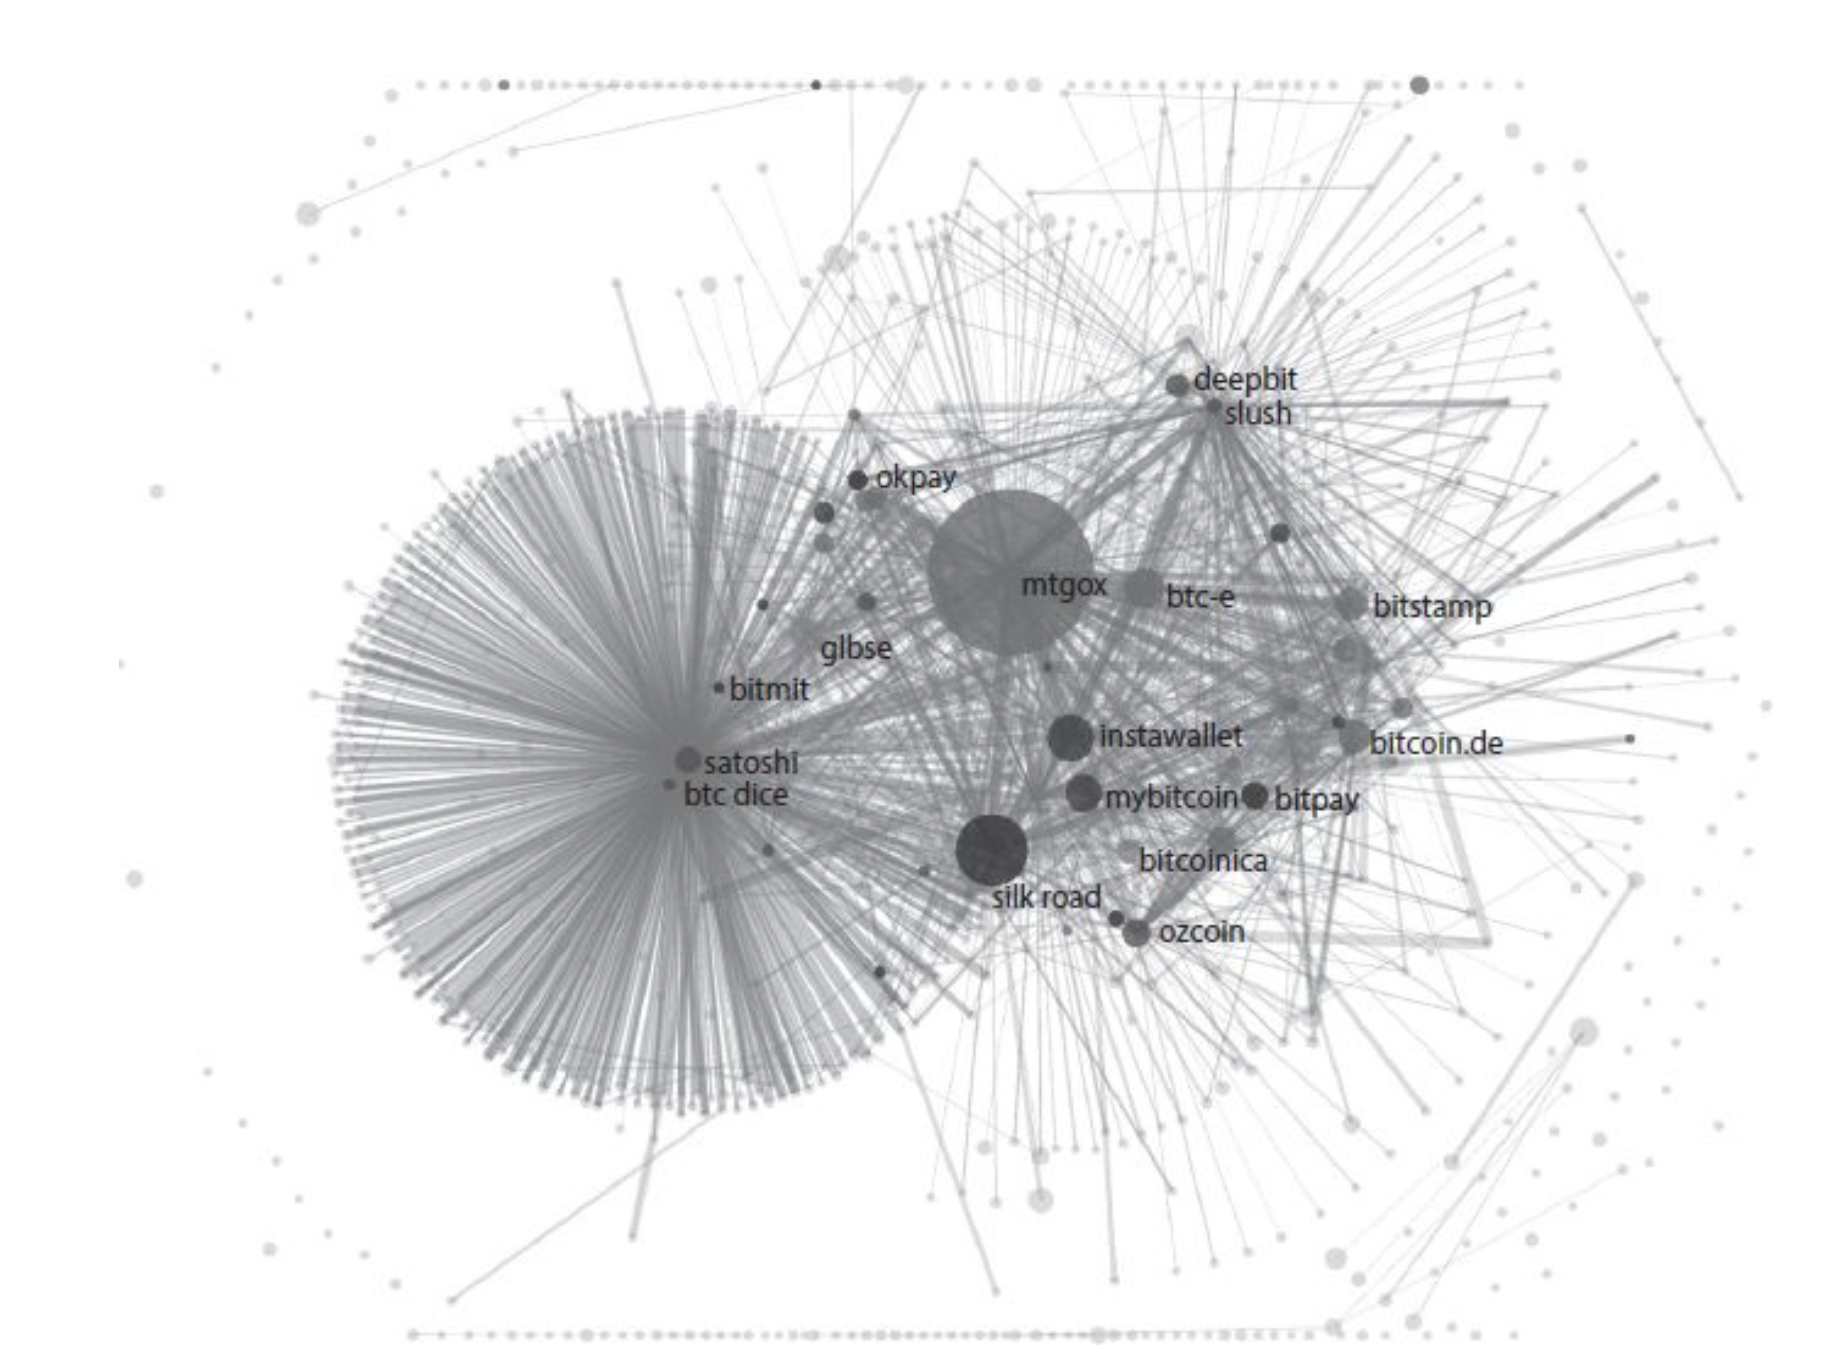 deepbit
slush
okpay
mtgox
btc-e
bitstamp
glbse
bitmit
instawallet
bitcoin.de
satoshi
btc dice
mybitcoin
bitpay
bitcoinica
silk road
ozcoin